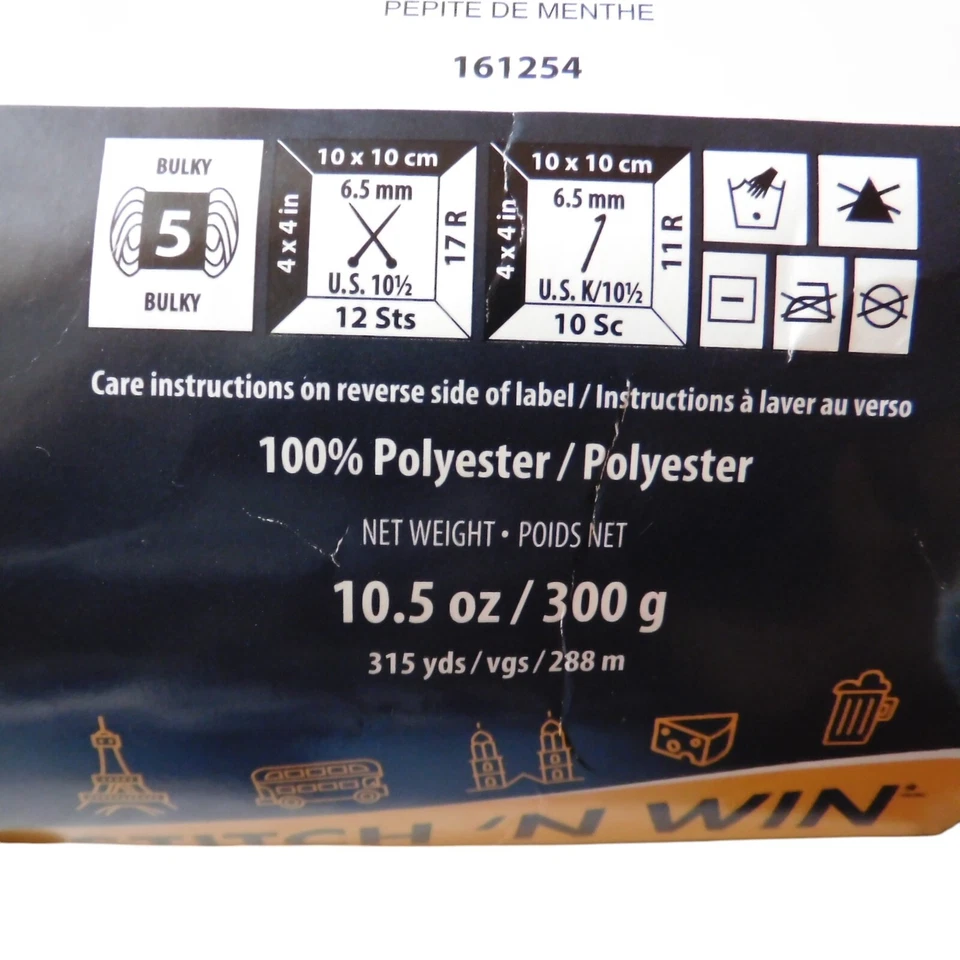 PEPITE DE MENTHE
161254
BULKY
5
BULKY
10 x 10 cm
4 x 4 in
6.5 mm
U.S. 10½
17 R
12 Sts
10 x 10 cm
4 x 4 in
6.5 mm
U.S. K/10½
11 R
10 Sc
Care instructions on reverse side of label / Instructions à laver au verso
100% Polyester / Polyester
NET WEIGHT • POIDS NET
10.5 oz / 300 g
315 yds / vgs / 288 m
STITCH 'N WIN